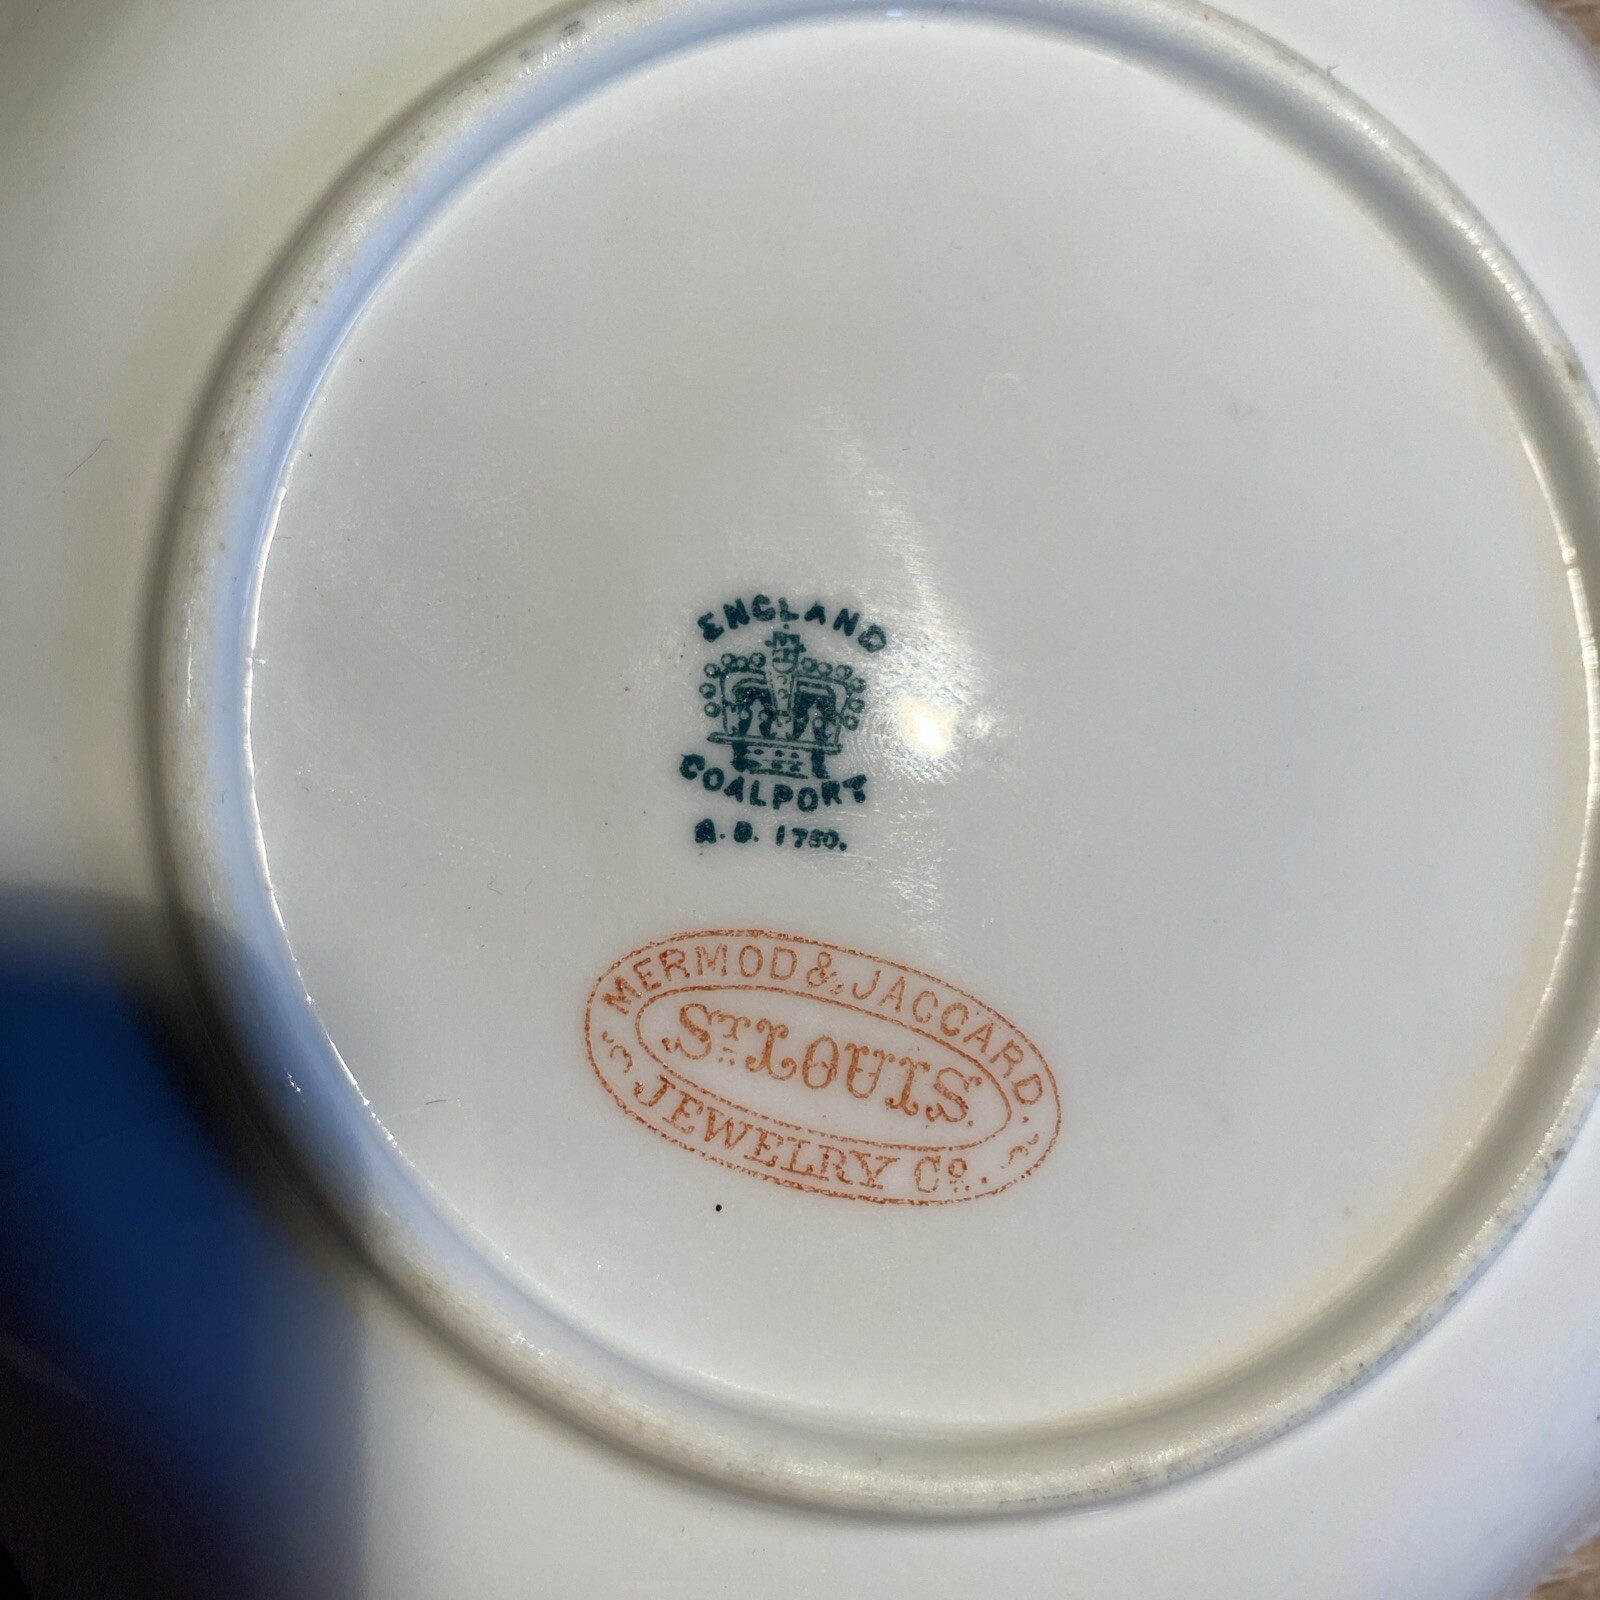 ENGLAND
COALPORT
A.D. 1750.
MERMOD & JACCARD
ST LOUIS
JEWELRY Co.